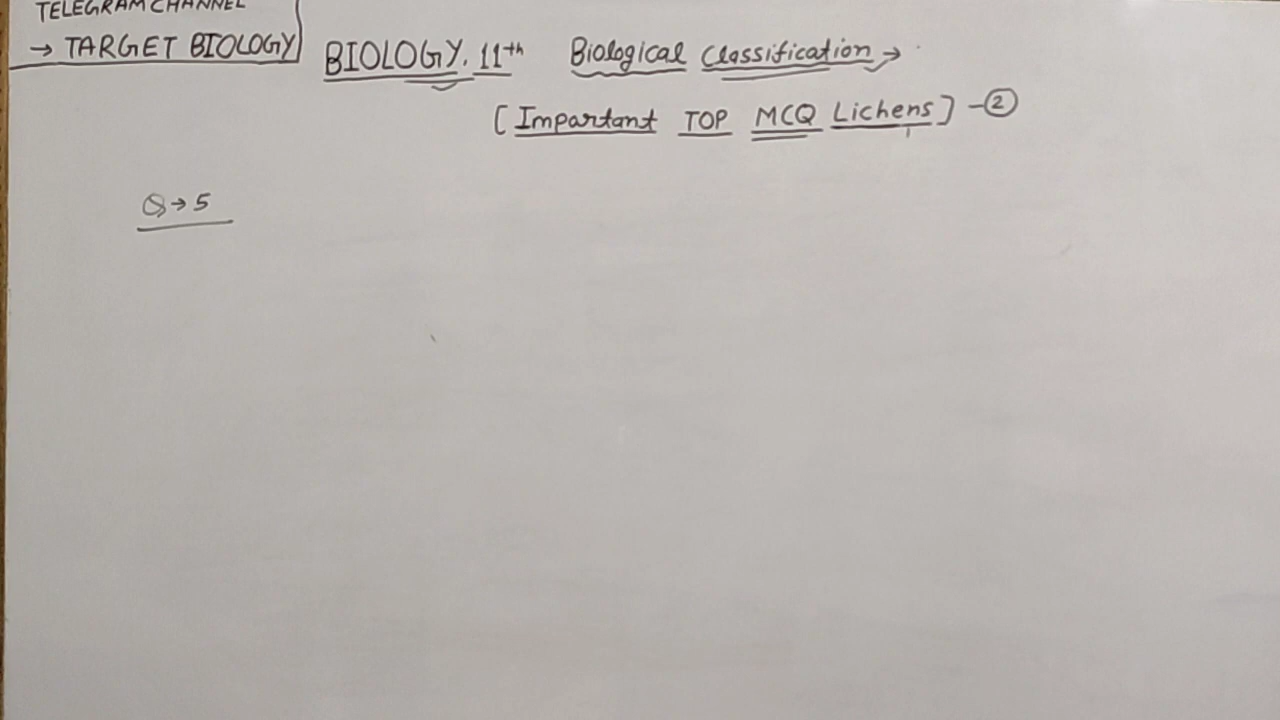 TELEGRAM CHANNEL
→ TARGET BIOLOGY
BIOLOGY. 11th Biological Classification →
[Impartant TOP MCQ Lichens] - ②
Q → 5